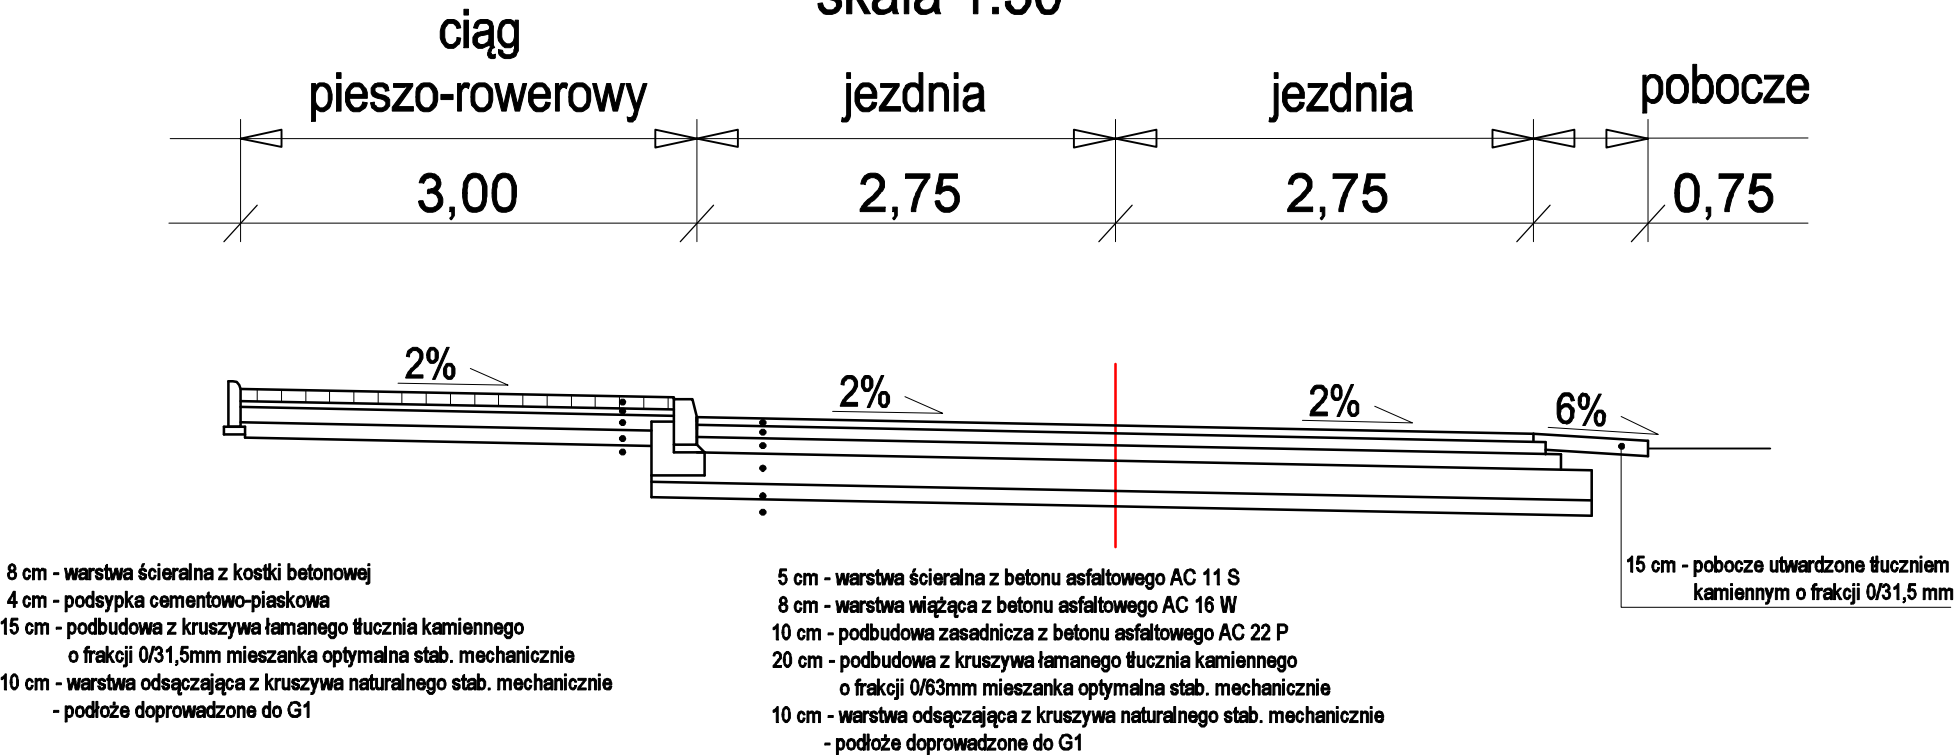 skala 1:50
ciąg
pieszo-rowerowy
jezdnia
jezdnia
pobocze
3,00
2,75
2,75
0,75
2%
2%
2%
6%
8 cm - warstwa ścieralna z kostki betonowej
4 cm - podsypka cementowo-piaskowa
15 cm - podbudowa z kruszywa łamanego tłucznia kamiennego
o frakcji 0/31,5mm mieszanka optymalna stab. mechanicznie
10 cm - warstwa odsączająca z kruszywa naturalnego stab. mechanicznie
- podłoże doprowadzone do G1
5 cm - warstwa ścieralna z betonu asfaltowego AC 11 S
8 cm - warstwa wiążąca z betonu asfaltowego AC 16 W
10 cm - podbudowa zasadnicza z betonu asfaltowego AC 22 P
20 cm - podbudowa z kruszywa łamanego tłucznia kamiennego
o frakcji 0/63mm mieszanka optymalna stab. mechanicznie
10 cm - warstwa odsączająca z kruszywa naturalnego stab. mechanicznie
- podłoże doprowadzone do G1
15 cm - pobocze utwardzone tłuczniem
kamiennym o frakcji 0/31,5 mm